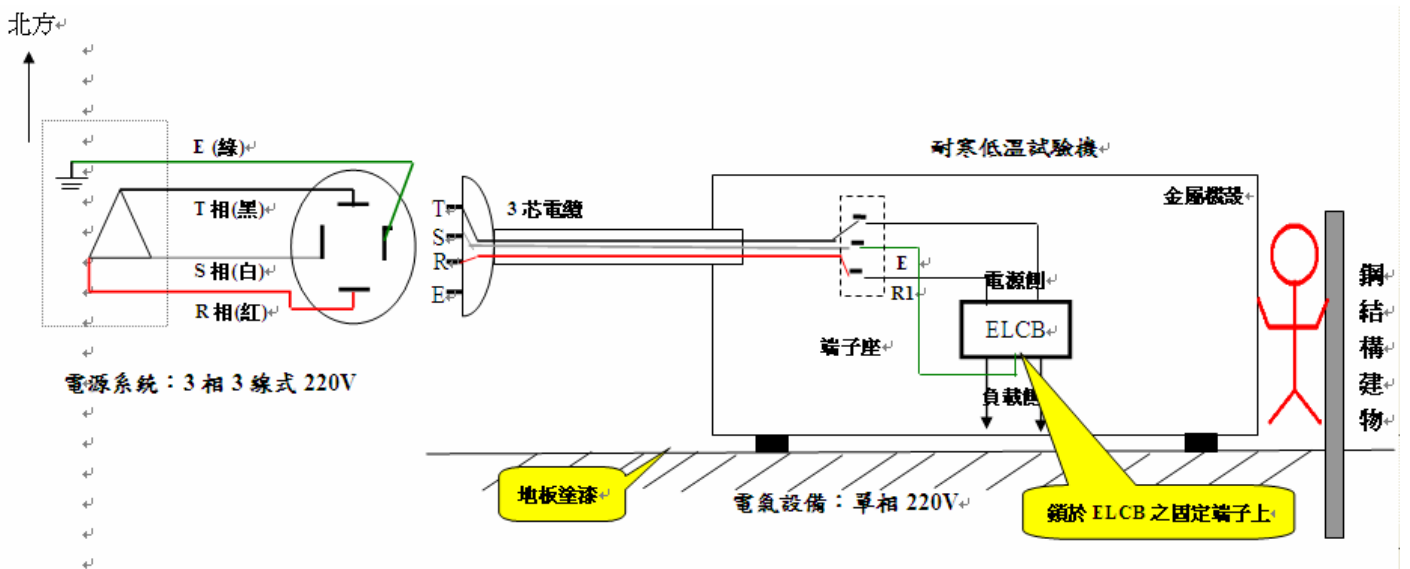 北方
E (綠)
T相(黑)
S相(白)
R相(紅)
電源系統：3相3線式 220V
T
S
R
E
3芯電纜
耐寒低溫試驗機
金屬機殼
E
R1
電源側
ELCB
端子座
負載側
地板塗漆
電氣設備：單相 220V
鎖於 ELCB 之固定端子上
鋼結構建物